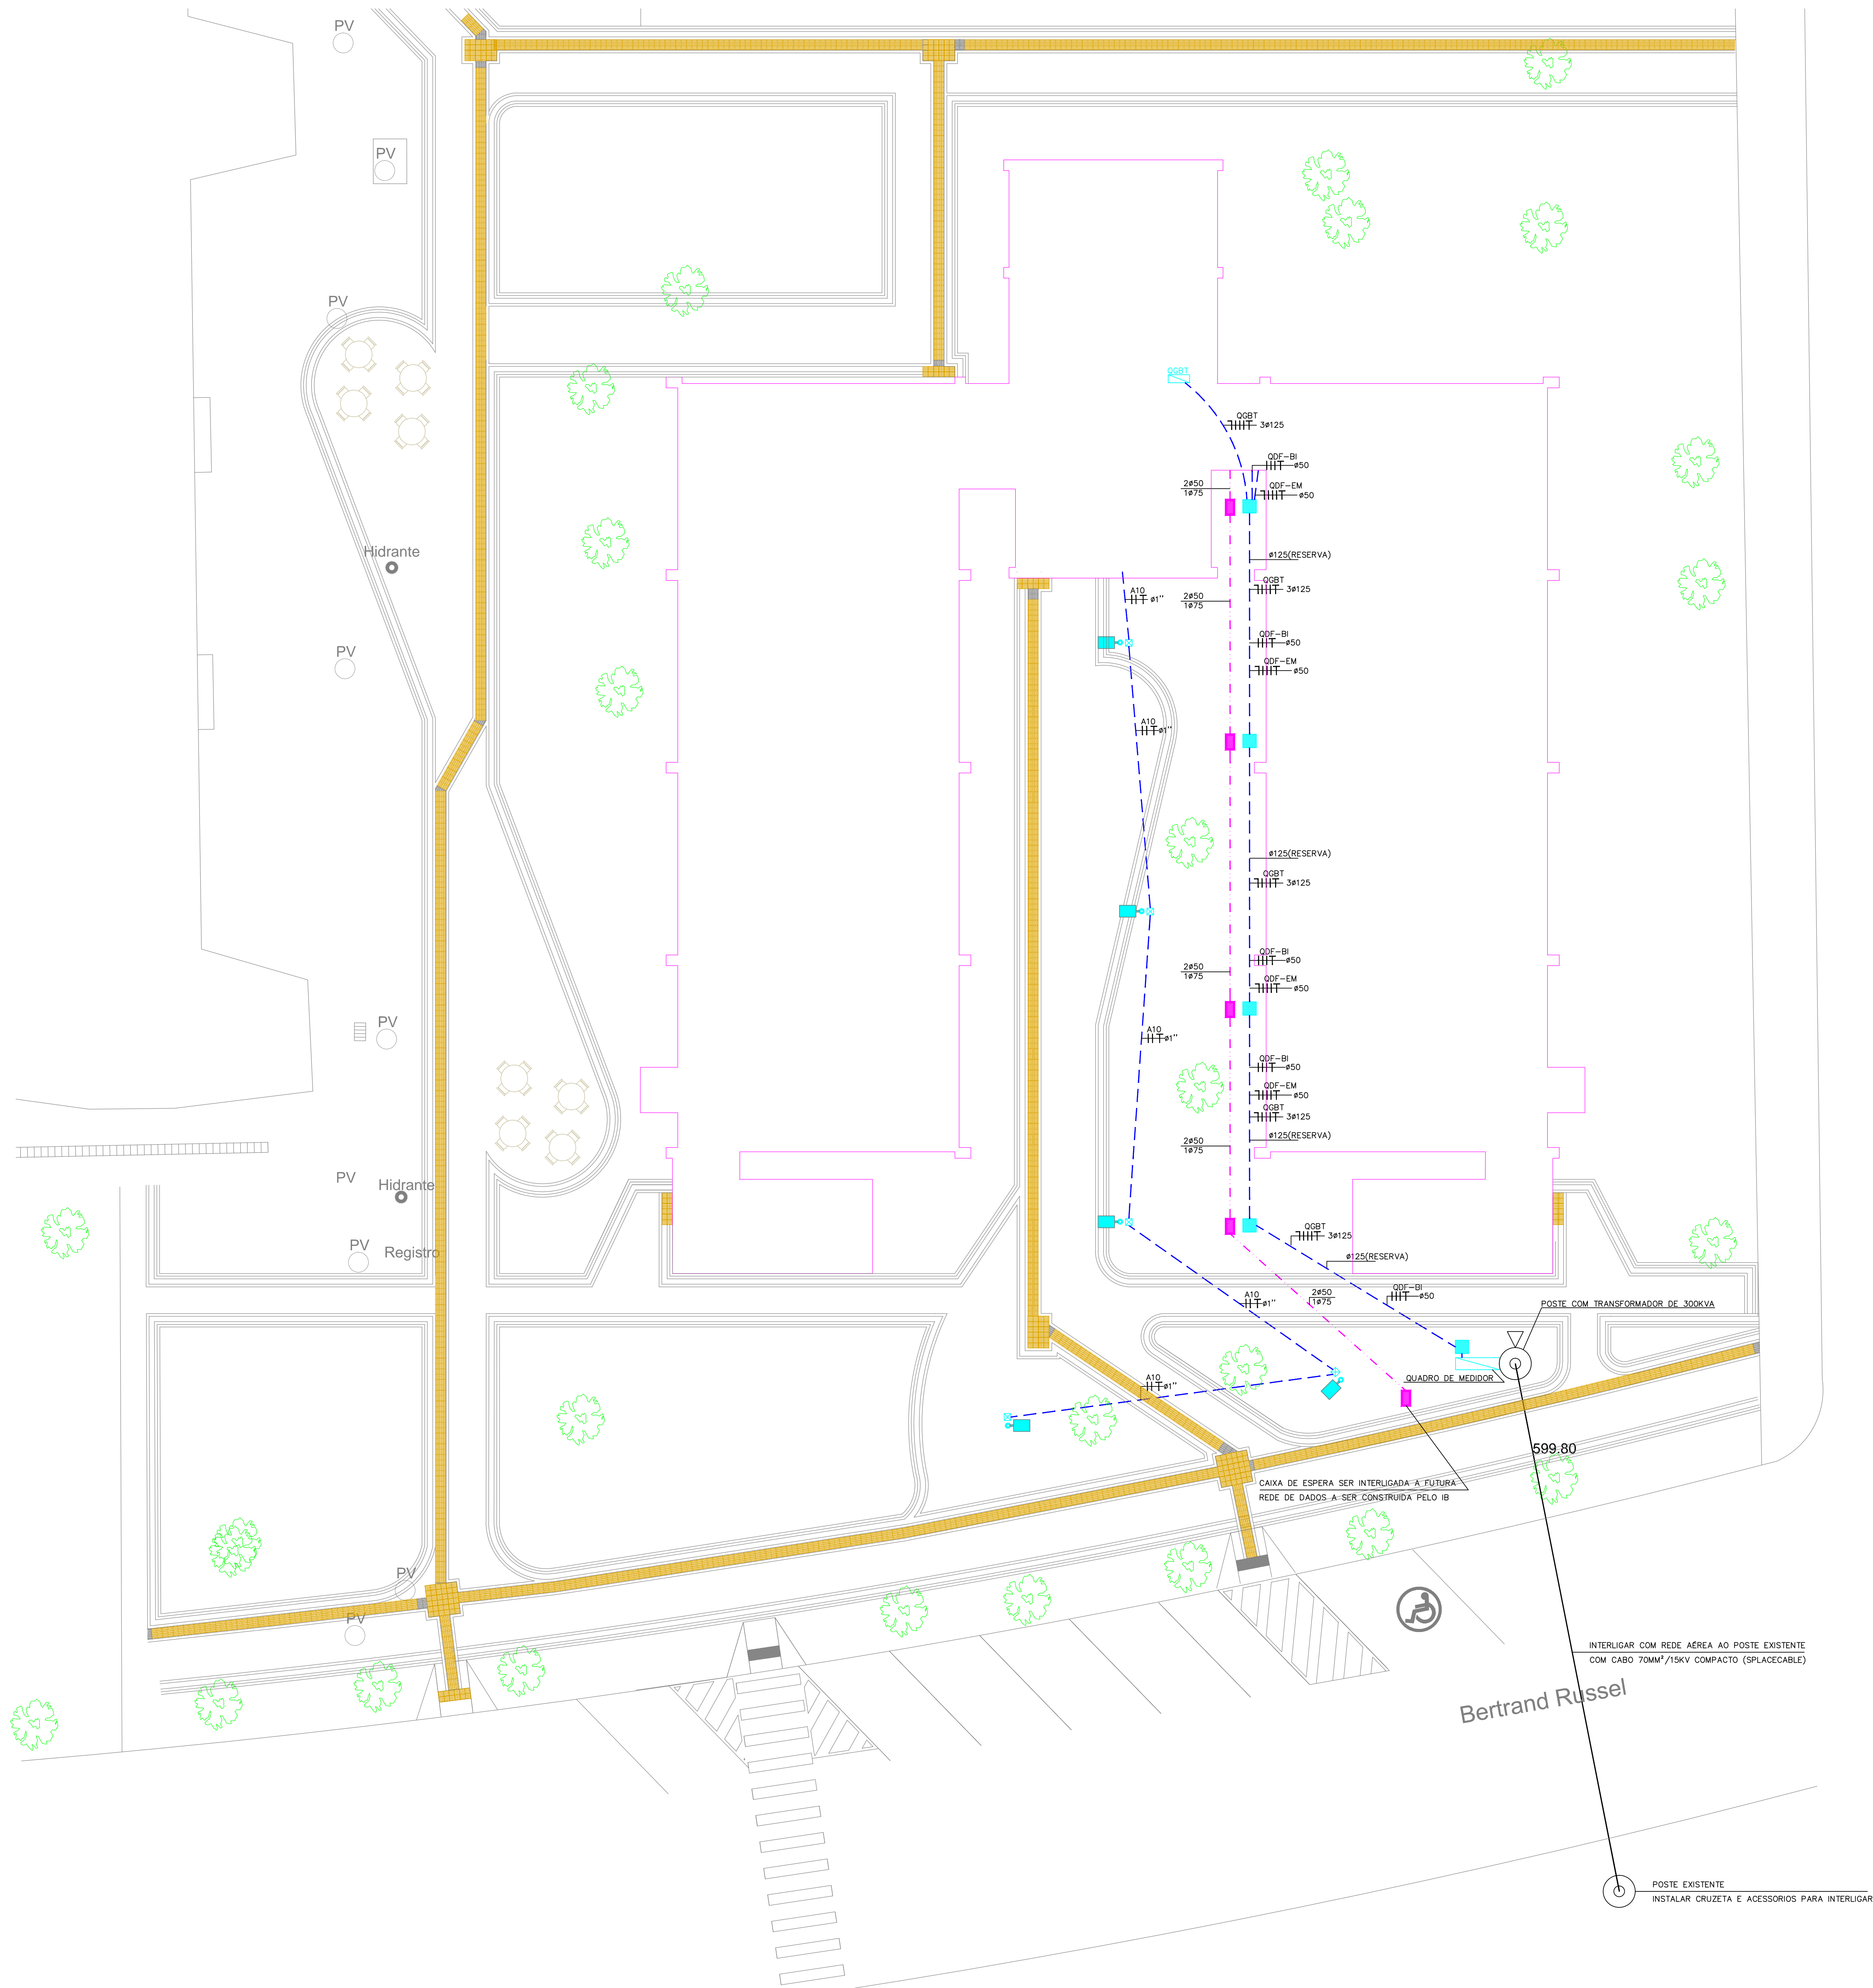 PV
PV
PV
QGBT
QGBT
3ø125
QDF-BI
ø50
2ø50
1ø75
QDF-EM
ø50
Hidrante
ø125(RESERVA)
QGBT
3ø125
A10
ø1''
2ø50
1ø75
QDF-BI
ø50
PV
QDF-EM
ø50
A10
ø1''
ø125(RESERVA)
QGBT
3ø125
QDF-BI
ø50
2ø50
1ø75
QDF-EM
ø50
PV
A10
ø1''
QDF-BI
ø50
QDF-EM
ø50
QGBT
3ø125
ø125(RESERVA)
2ø50
1ø75
PV
Hidrante
QGBT
3ø125
PV
Registro
ø125(RESERVA)
QDF-BI
ø50
A10
ø1''
2ø50
1ø75
POSTE COM TRANSFORMADOR DE 300KVA
A10
ø1''
QUADRO DE MEDIDOR
599.80
CAIXA DE ESPERA SER INTERLIGADA A FUTURA
REDE DE DADOS A SER CONSTRUIDA PELO IB
PV
PV
INTERLIGAR COM REDE AÉREA AO POSTE EXISTENTE
COM CABO 70MM²/15KV COMPACTO (SPLACECABLE)
Bertrand Russel
POSTE EXISTENTE
INSTALAR CRUZETA E ACESSORIOS PARA INTERLIGAR